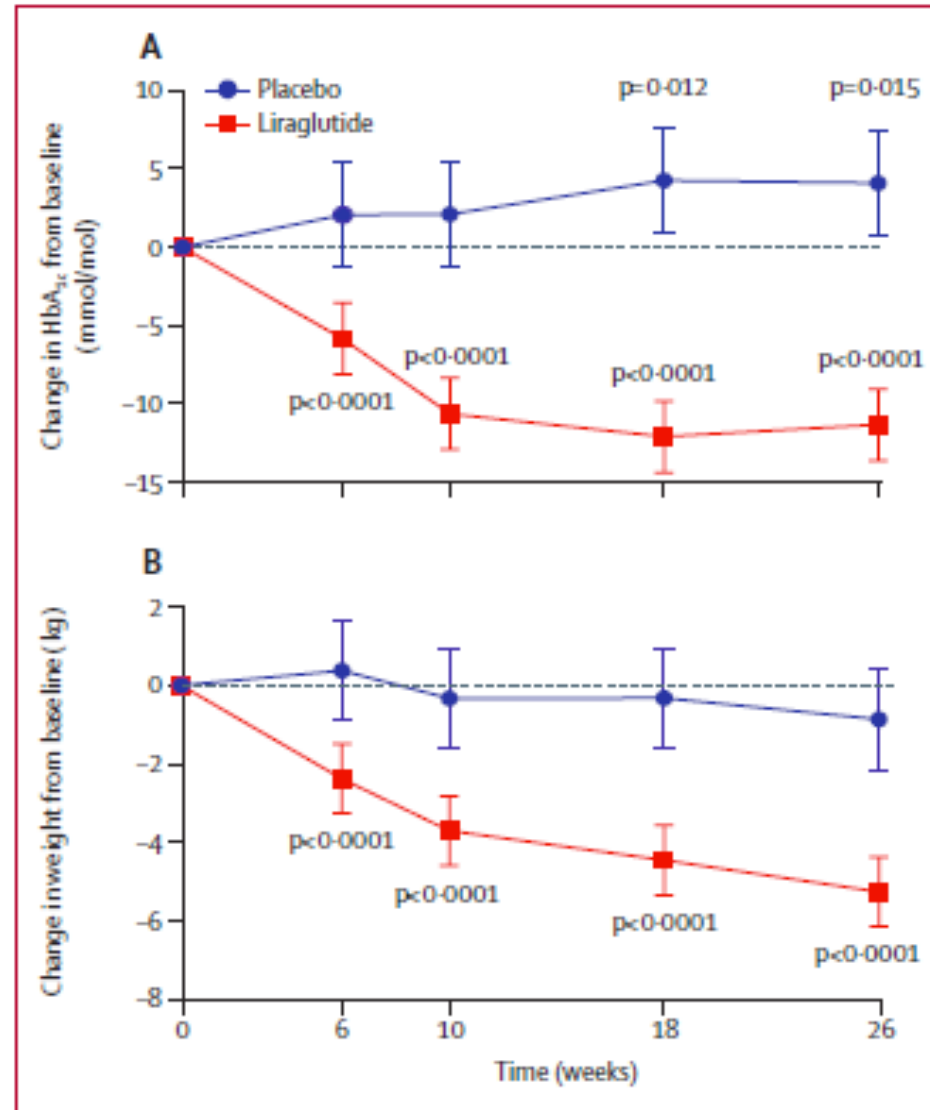 A
Placebo
Liraglutide
p=0·012
p=0·015
10
5
0
−5
−10
−15
Change in HbA1c from baseline
(mmol/mol)
p<0·0001
p<0·0001
p<0·0001
p<0·0001
B
2
0
−2
−4
−6
−8
Change inweight from baseline ( kg)
p<0·0001
p<0·0001
p<0·0001
p<0·0001
0
6
10
18
26
Time (weeks)